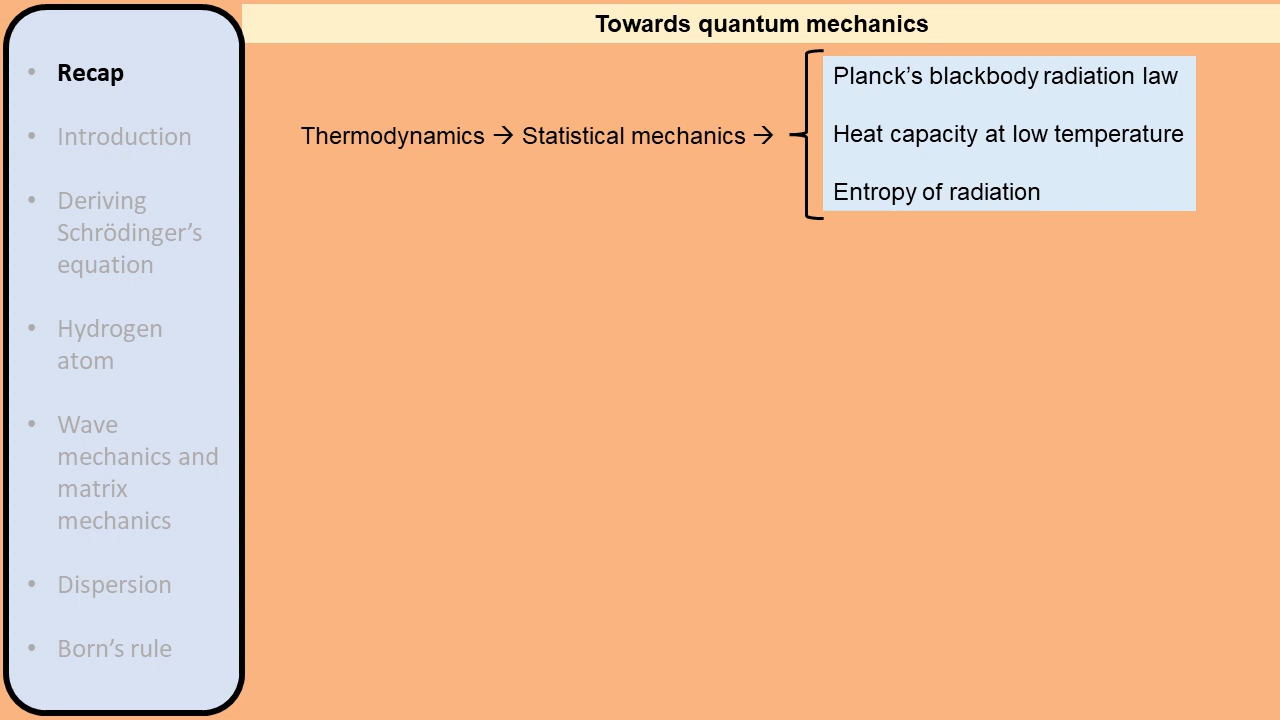 Towards quantum mechanics
• Recap
• Introduction
• Deriving
Schrödinger’s
equation
• Hydrogen
atom
• Wave
mechanics and
matrix
mechanics
• Dispersion
• Born’s rule
Thermodynamics → Statistical mechanics →
Planck’s blackbody radiation law
Heat capacity at low temperature
Entropy of radiation